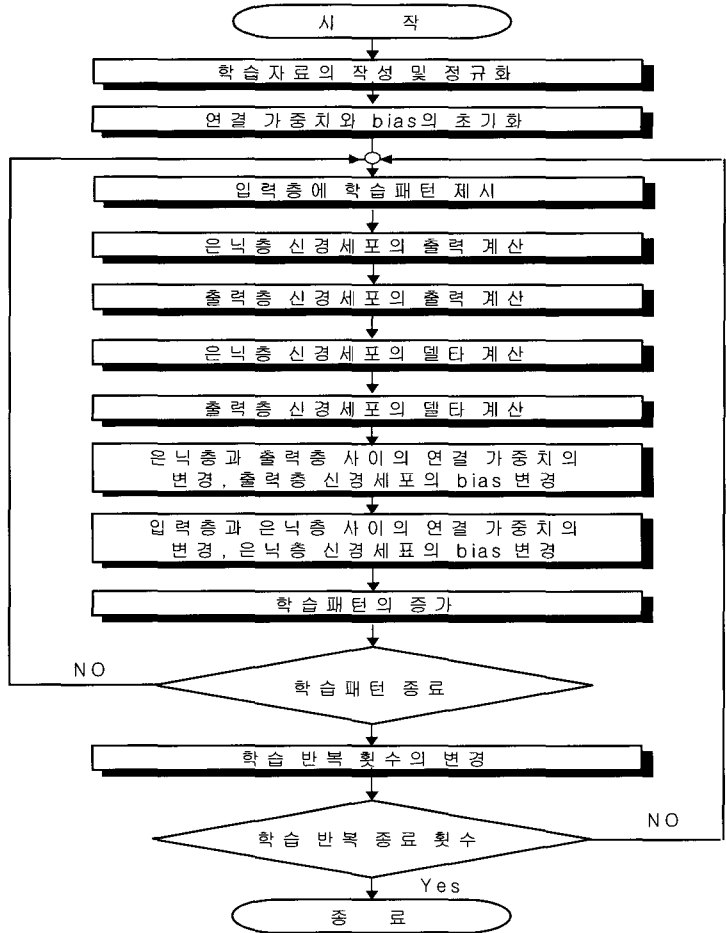 시 작
학습자료의 작성 및 정규화
연결 가중치와 bias의 초기화
입력층에 학습패턴 제시
은닉층 신경세포의 출력 계산
출력층 신경세포의 출력 계산
은닉층 신경세포의 델타 계산
출력층 신경세포의 델타 계산
은닉층과 출력층 사이의 연결 가중치의
변경, 출력층 신경세포의 bias 변경
입력층과 은닉층 사이의 연결 가중치의
변경, 은닉층 신경세표의 bias 변경
학습패턴의 증가
NO
학습패턴 종료
학습 반복 횟수의 변경
NO
학습 반복 종료 횟수
Yes
종 료